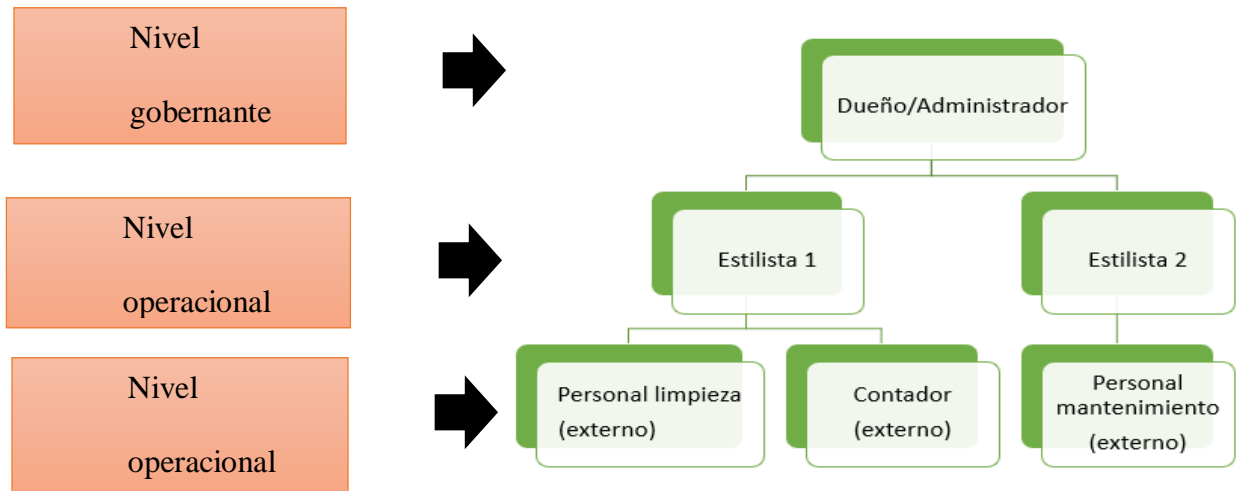 Nivel
gobernante
Dueño/Administrador
Nivel
operacional
Estilista 1
Estilista 2
Nivel
operacional
Personal limpieza
(externo)
Contador
(externo)
Personal
mantenimiento
(externo)